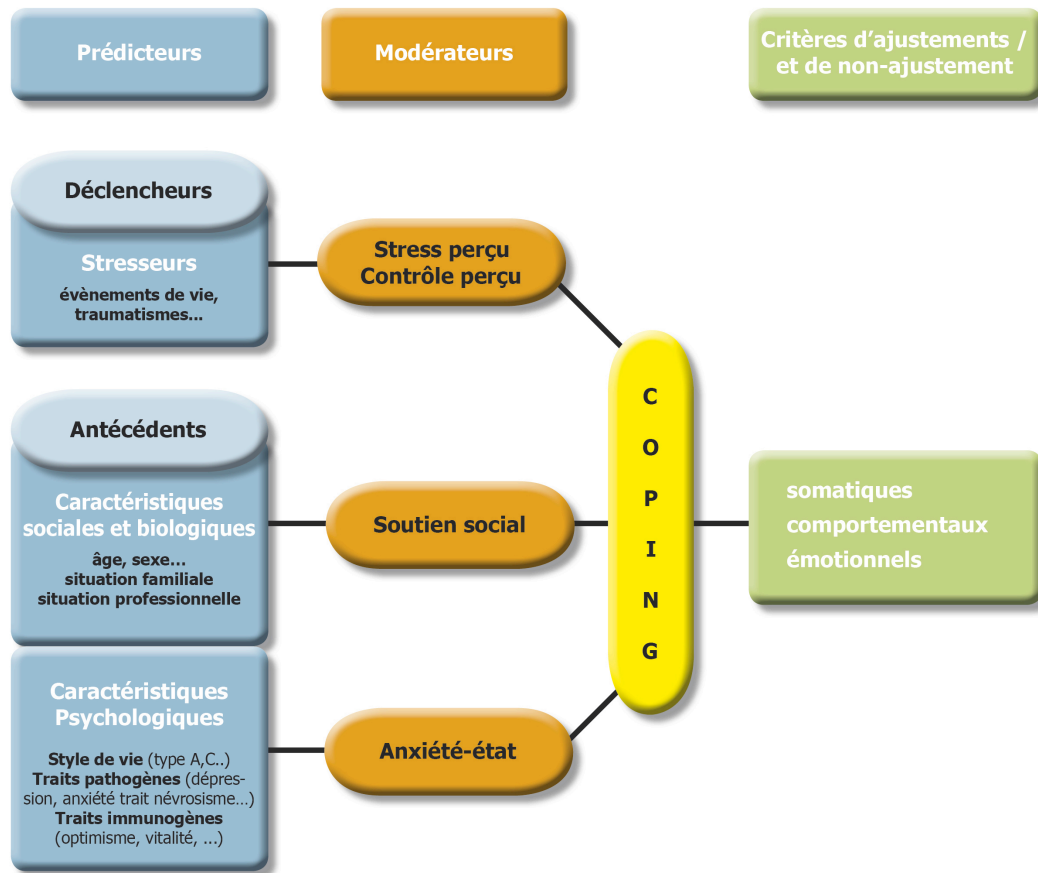 Prédicteurs
Modérateurs
Critères d'ajustements /
et de non-ajustement
Déclencheurs
Stresseurs
évènements de vie,
traumatismes...
Stress perçu
Contrôle perçu
Antécédents
Caractéristiques
sociales et biologiques
âge, sexe...
situation familiale
situation professionnelle
Soutien social
C
O
P
I
N
G
somatiques
comportementaux
émotionnels
Caractéristiques
Psychologiques
Style de vie (type A,C..)
Traits pathogènes (dépres-
sion, anxiété trait névrosisme...)
Traits immunogènes
(optimisme, vitalité, ...)
Anxiété-état